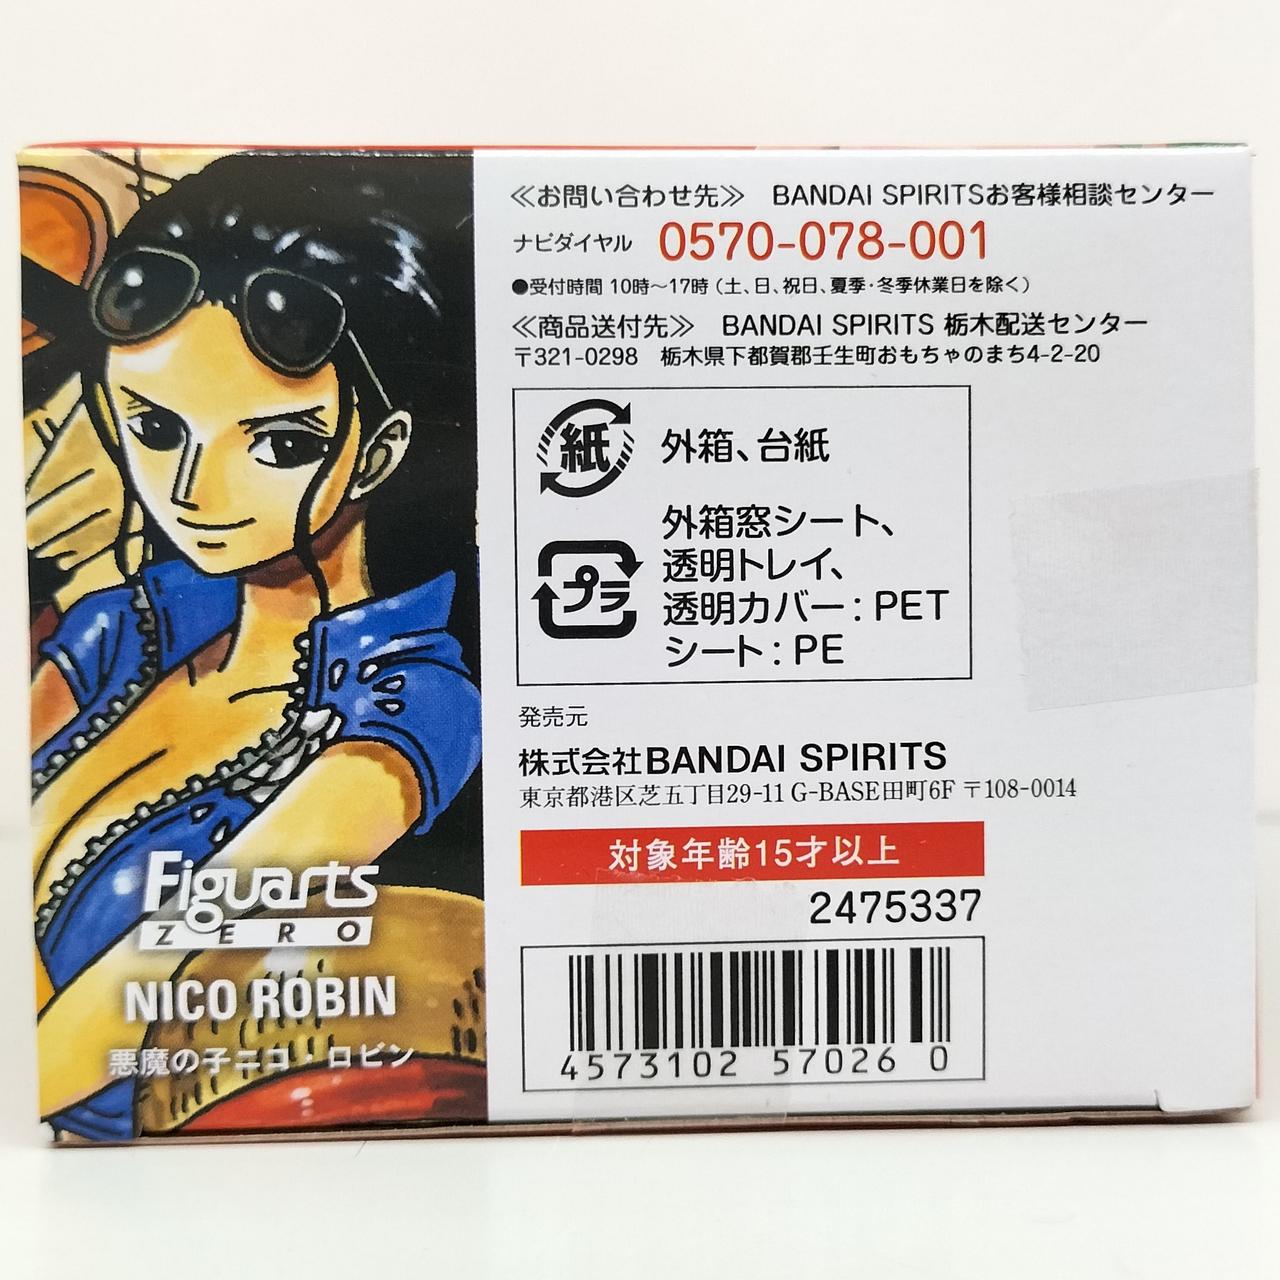 ≪お問い合わせ先≫ BANDAI SPIRITSお客様相談センター
ナビダイヤル 0570-078-001
●受付時間 10時～17時（土、日、祝日、夏季・冬季休業日を除く）
≪商品送付先≫ BANDAI SPIRITS 栃木配送センター
〒321-0298 栃木県下都賀郡壬生町おもちゃのまち4-2-20
紙
外箱、台紙
プラ
外箱窓シート、
透明トレイ、
透明カバー：PET
シート：PE
発売元
株式会社BANDAI SPIRITS
東京都港区芝五丁目29-11 G-BASE田町6F 〒108-0014
対象年齢15才以上
2475337
4573102 57026 0
Figuarts
ZERO
NICO ROBIN
悪魔の子ニコ・ロビン